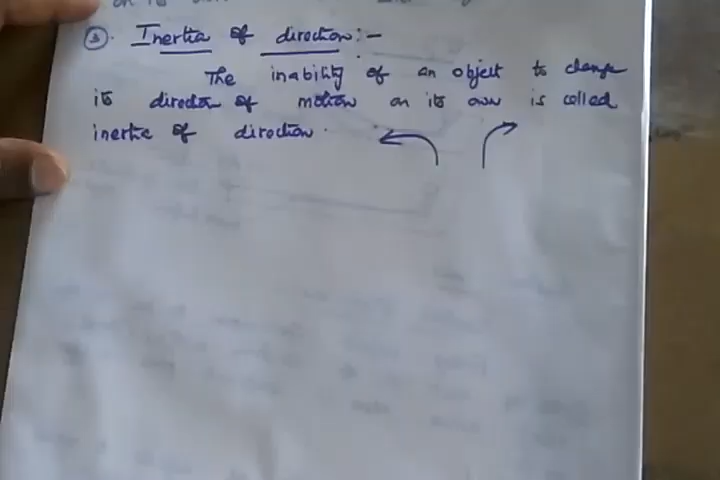 ③. Inertia of direction:-
The inability of an object to change
its direction of motion on its own is called
inertia of direction.